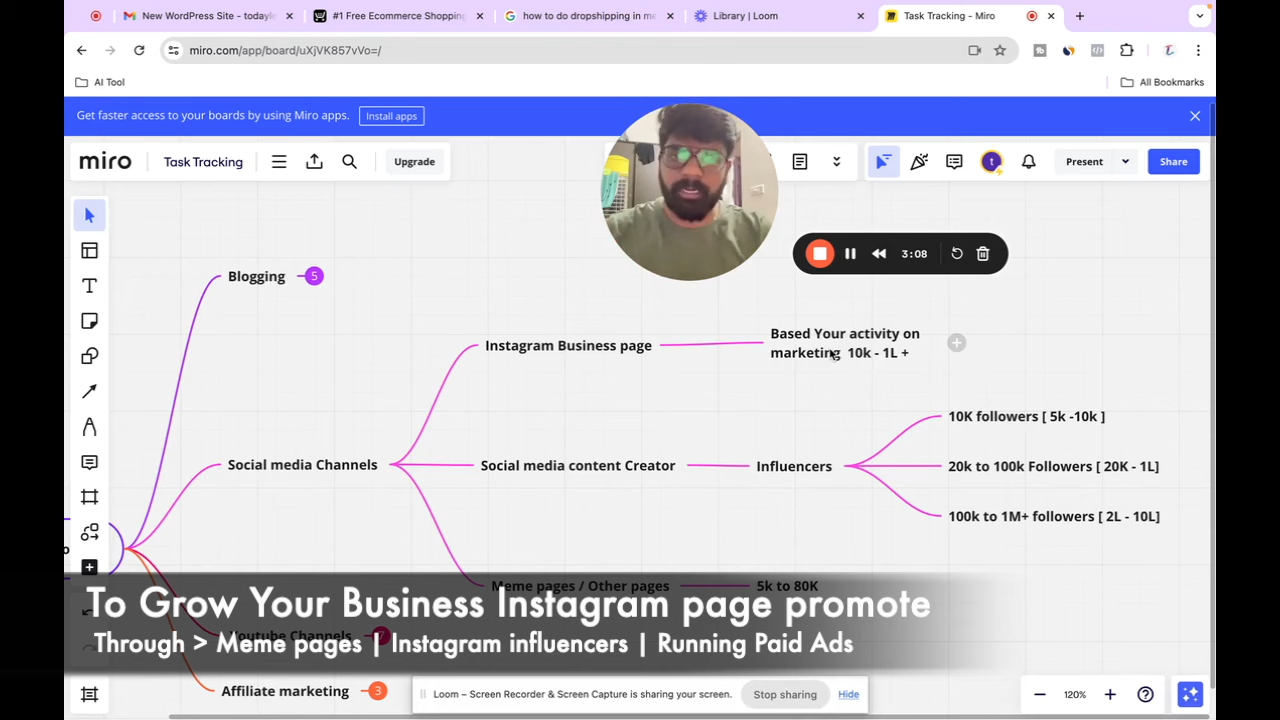 New WordPress Site - todayle
#1 Free Ecommerce Shopping
how to do dropshipping in me
Library | Loom
Task Tracking - Miro
miro.com/app/board/uXjVK857vVo=/
AI Tool
All Bookmarks
Get faster access to your boards by using Miro apps.
Install apps
miro
Task Tracking
Upgrade
t
Present
Share
3:08
Blogging
5
Instagram Business page
Based Your activity on
marketing 10k - 1L +
Social media Channels
Social media content Creator
Influencers
10K followers [ 5k -10k ]
20k to 100k Followers [ 20K - 1L]
100k to 1M+ followers [ 2L - 10L]
Meme pages / Other pages
5k to 80K
To Grow Your Business Instagram page promote
Youtube Channels
Through > Meme pages | Instagram influencers | Running Paid Ads
Affiliate marketing
3
Loom – Screen Recorder & Screen Capture is sharing your screen.
Stop sharing
Hide
120%